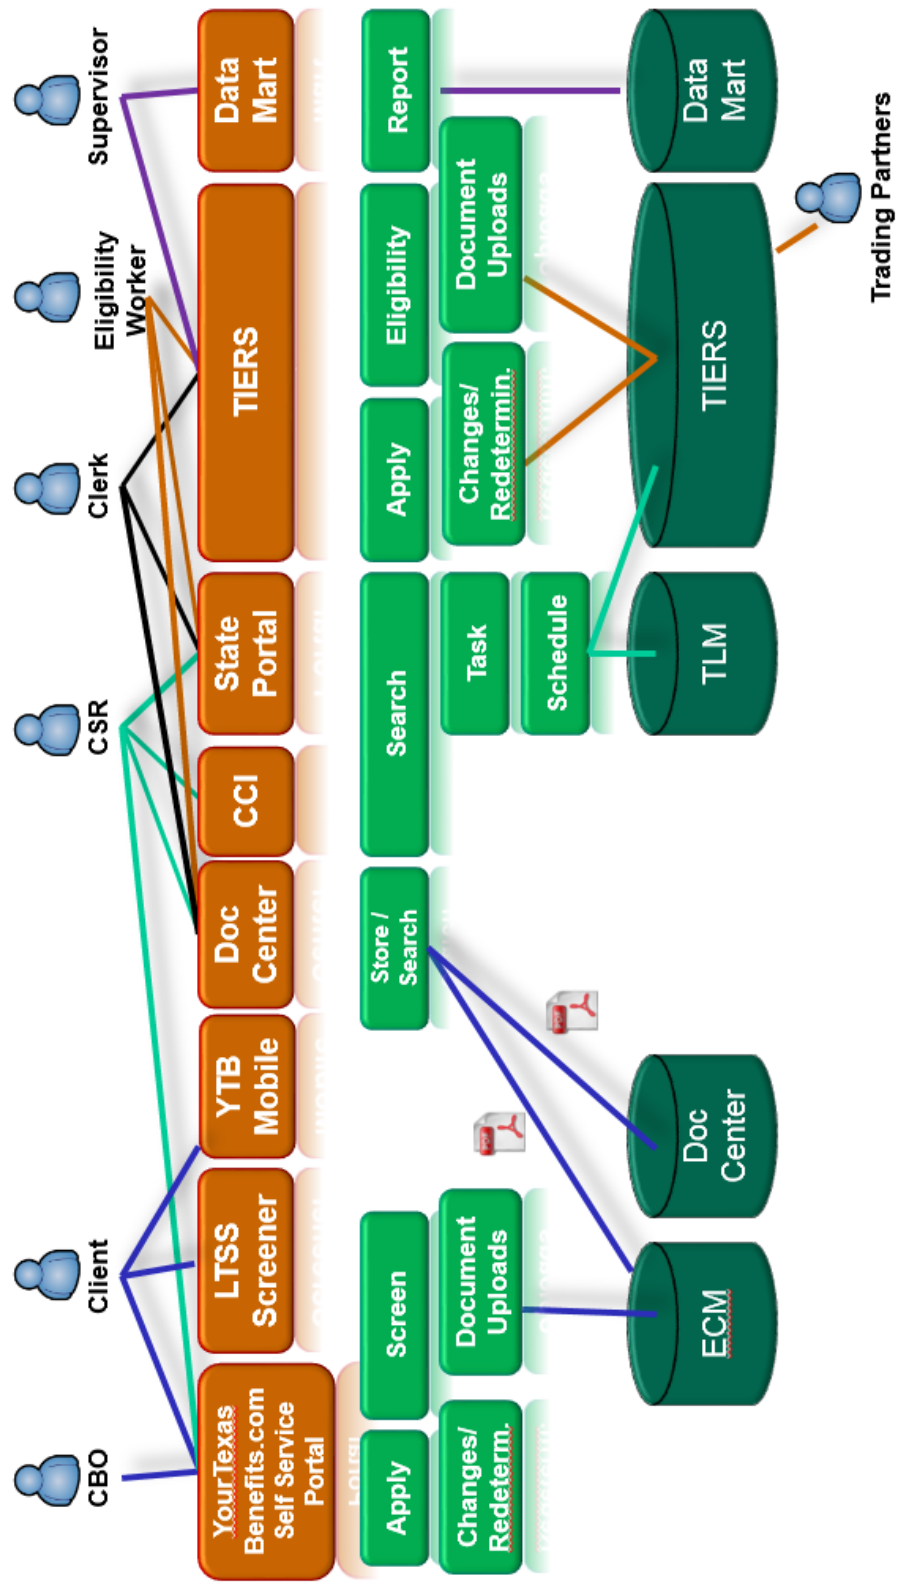 CBO
Client
CSR
Clerk
Eligibility
Worker
Supervisor
YourTexas
Benefits.com
Self Service
Portal
LTSS
Screener
YTB
Mobile
Doc
Center
CCI
State
Portal
TIERS
Data
Mart
Apply
Screen
Store /
Search
Search
Apply
Eligibility
Report
Changes/
Redeterm.
Document
Uploads
Task
Changes/
Redetermin.
Document
Uploads
Schedule
PDF
PDF
ECM
Doc
Center
TLM
TIERS
Data
Mart
Trading Partners